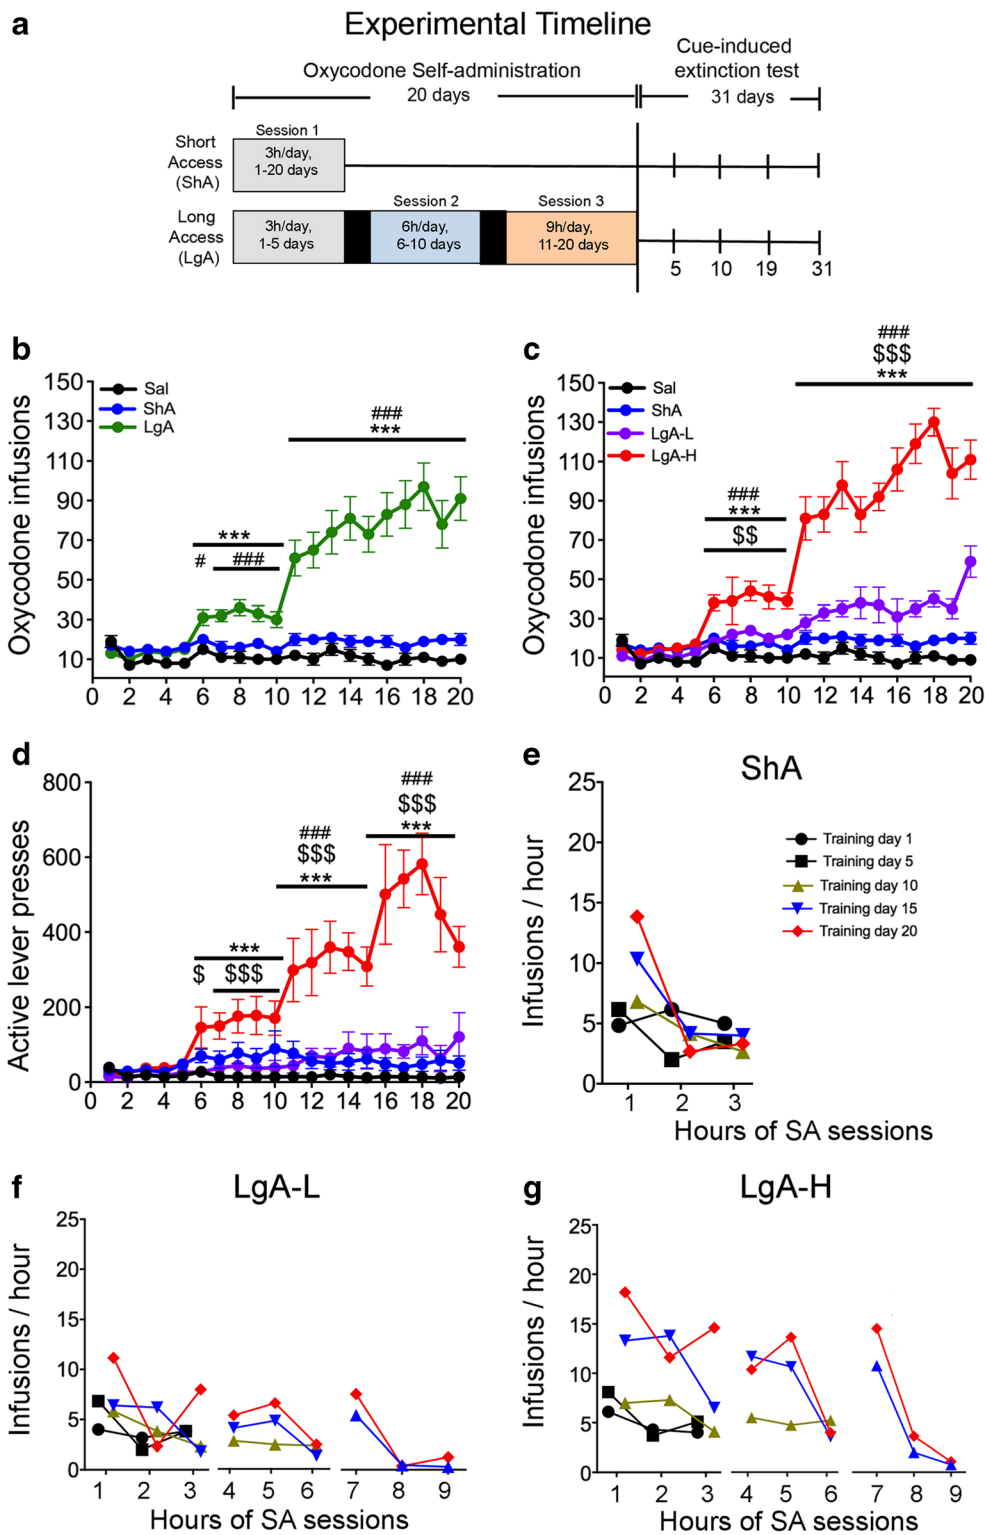 a
Experimental Timeline
Oxycodone Self-administration
20 days
Cue-induced
extinction test
31 days
Short
Access
(ShA)
Session 1
3h/day,
1-20 days
Long
Access
(LgA)
3h/day,
1-5 days
Session 2
6h/day,
6-10 days
Session 3
9h/day,
11-20 days
5 10 19 31
b
Oxycodone infusions
150
130
110
90
70
50
30
10
Sal
ShA
LgA
# *** ###
###
***
0 2 4 6 8 10 12 14 16 18 20
c
Oxycodone infusions
150
130
110
90
70
50
30
10
Sal
ShA
LgA-L
LgA-H
###
***
$$
###
$$$
***
0 2 4 6 8 10 12 14 16 18 20
d
Active lever presses
800
600
400
200
0
***
$ $$$
###
$$$
***
###
$$$
***
0 2 4 6 8 10 12 14 16 18 20
e
ShA
Infusions / hour
25
20
15
10
5
0
Training day 1
Training day 5
Training day 10
Training day 15
Training day 20
1 2 3
Hours of SA sessions
f
LgA-L
Infusions / hour
25
20
15
10
5
0
1 2 3 4 5 6 7 8 9
Hours of SA sessions
g
LgA-H
Infusions / hour
25
20
15
10
5
0
1 2 3 4 5 6 7 8 9
Hours of SA sessions